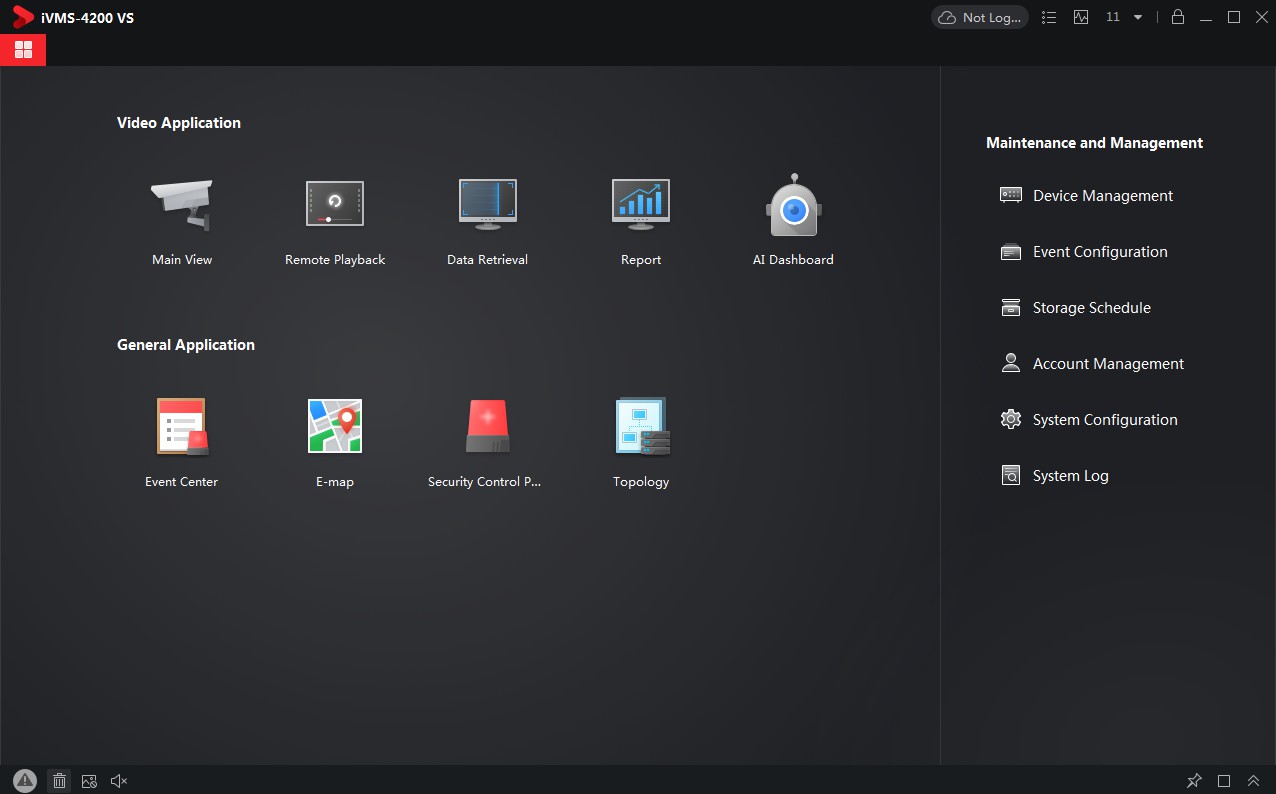 iVMS-4200 VS
Not Log...
11
Video Application
Main View
Remote Playback
Data Retrieval
Report
AI Dashboard
General Application
Event Center
E-map
Security Control P...
Topology
Maintenance and Management
Device Management
Event Configuration
Storage Schedule
Account Management
System Configuration
System Log